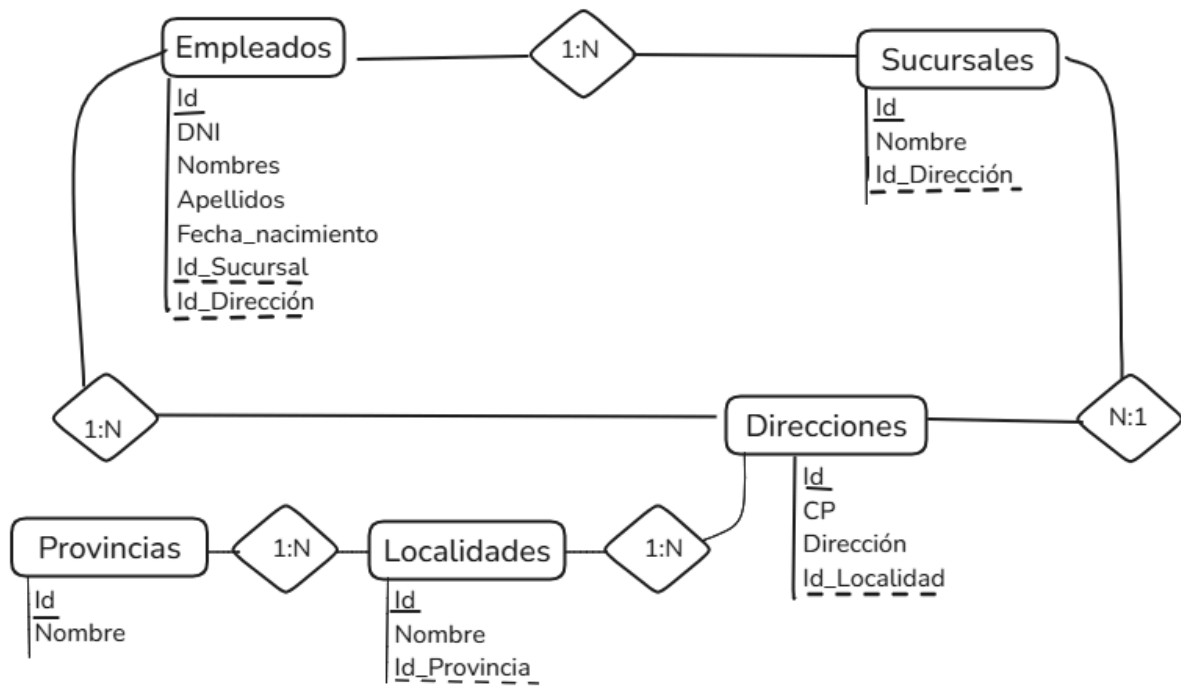 Empleados
Id
DNI
Nombres
Apellidos
Fecha_nacimiento
Id_Sucursal
Id_Dirección
1:N
Sucursales
Id
Nombre
Id_Dirección
1:N
Direcciones
Id
CP
Dirección
Id_Localidad
N:1
Provincias
Id
Nombre
1:N
Localidades
Id
Nombre
Id_Provincia
1:N